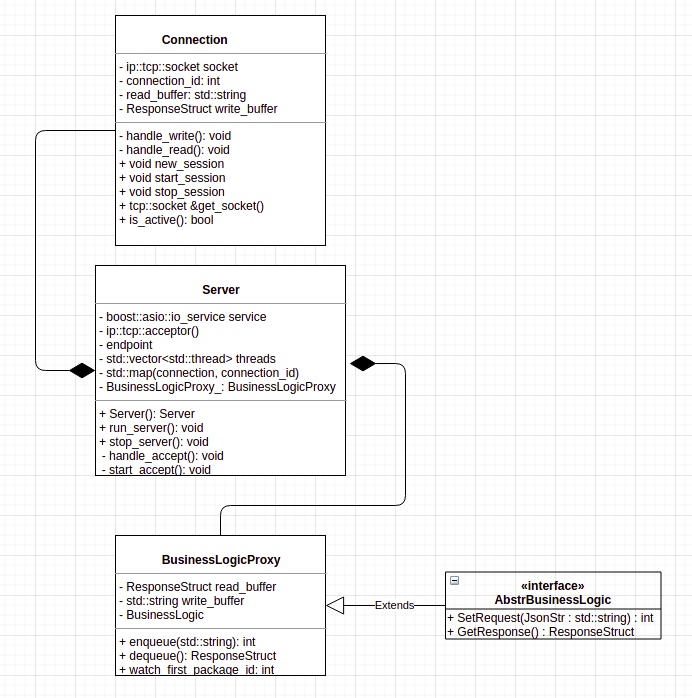 Connection
- ip::tcp::socket socket
- connection_id: int
- read_buffer: std::string
- ResponseStruct write_buffer
- handle_write(): void
- handle_read(): void
+ void new_session
+ void start_session
+ void stop_session
+ tcp::socket &get_socket()
+ is_active(): bool
Server
- boost::asio::io_service service
- ip::tcp::acceptor()
- endpoint
- std::vector<std::thread> threads
- std::map(connection, connection_id)
- BusinessLogicProxy_: BusinessLogicProxy
+ Server(): Server
+ run_server(): void
+ stop_server(): void
- handle_accept(): void
- start_accept(): void
BusinessLogicProxy
- ResponseStruct read_buffer
- std::string write_buffer
- BusinessLogic
+ enqueue(std::string): int
+ dequeue(): ResponseStruct
+ watch_first_package_id: int
Extends
«interface»
AbstrBusinessLogic
+ SetRequest(JsonStr : std::string) : int
+ GetResponse() : ResponseStruct